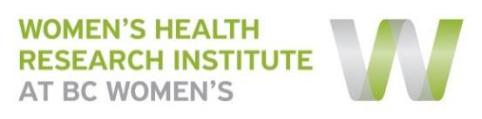 WOMEN'S HEALTH
RESEARCH INSTITUTE
AT BC WOMEN'S